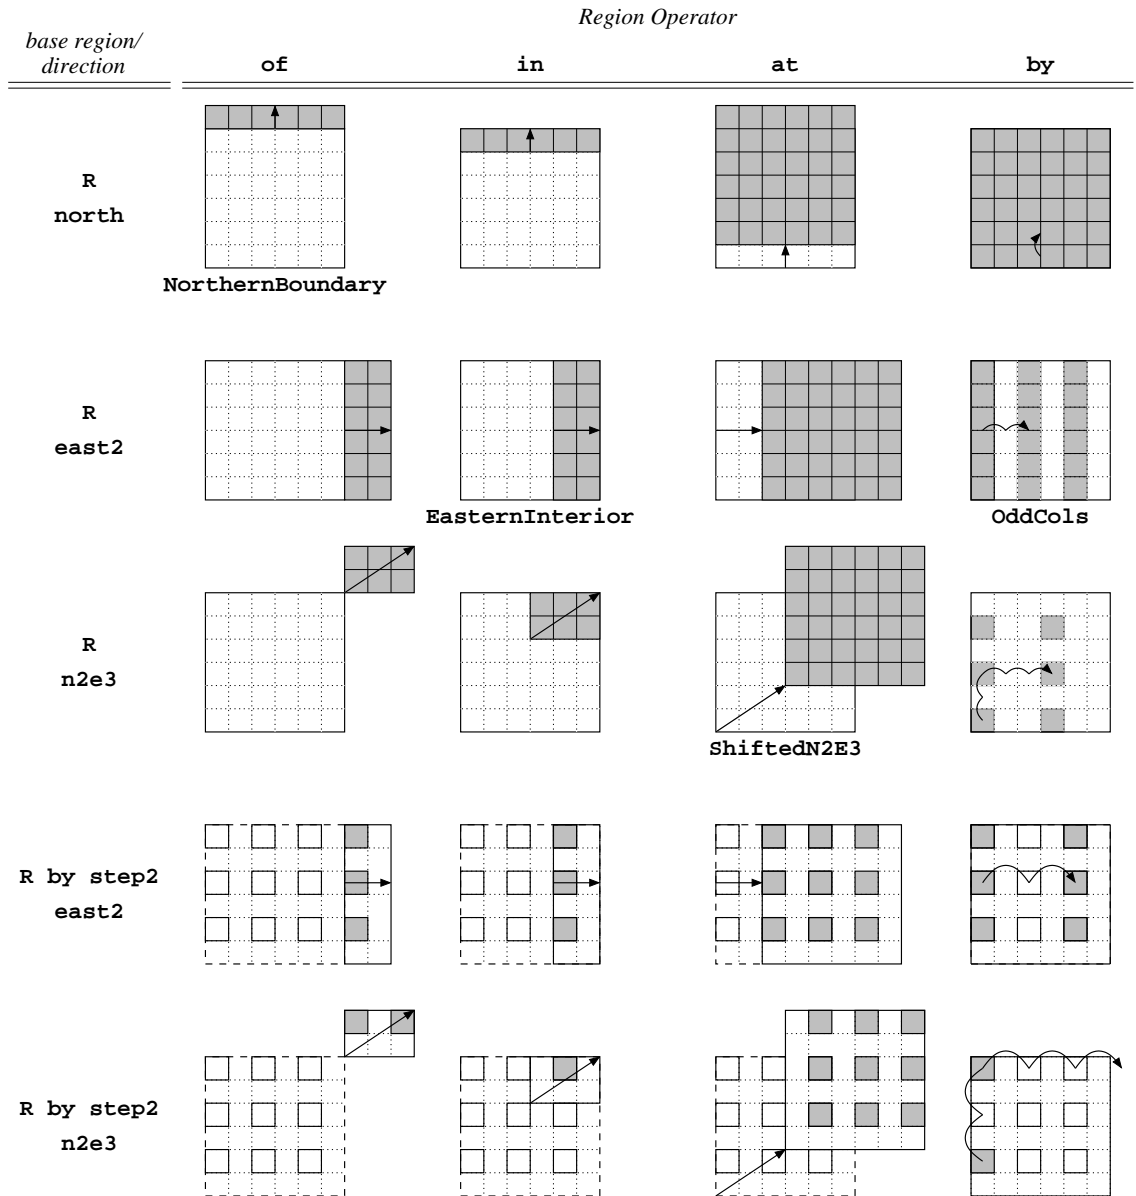 Region Operator
base region/
direction
of in at by
R
north
NorthernBoundary
R
east2
EasternInterior OddCols
R
n2e3
ShiftedN2E3
R by step2
east2
R by step2
n2e3